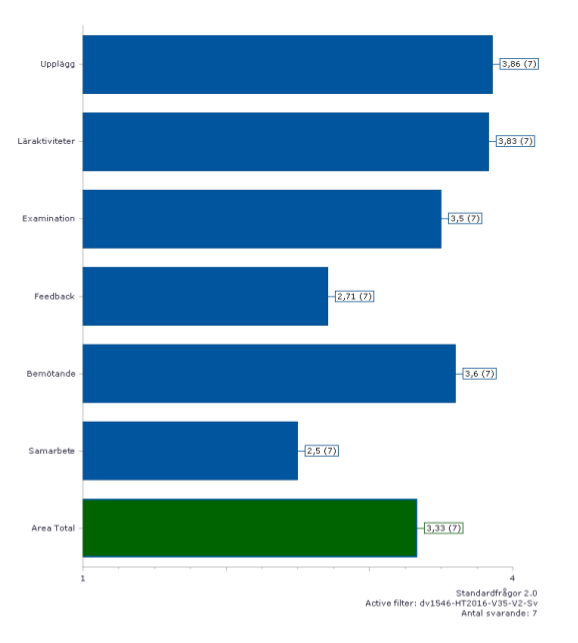 Upplägg
3,86 (7)
Läraktiviteter
3,83 (7)
Examination
3,5 (7)
Feedback
2,71 (7)
Bemötande
3,6 (7)
Samarbete
2,5 (7)
Area Total
3,33 (7)
1
4
Standardfrågor 2.0
Active filter: dv1546-HT2016-V35-V2-Sv
Antal svarande: 7